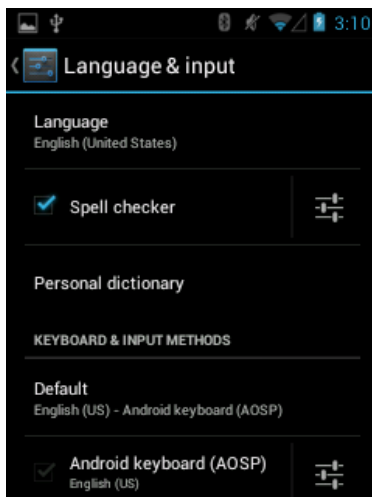 3:10
Language & input
Language
English (United States)
Spell checker
Personal dictionary
KEYBOARD & INPUT METHODS
Default
English (US) - Android keyboard (AOSP)
Android keyboard (AOSP)
English (US)